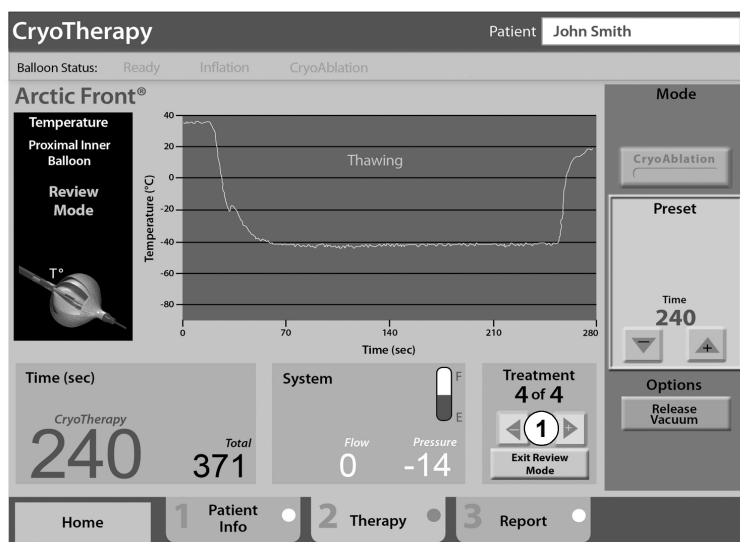 CryoTherapy
Patient John Smith
Balloon Status: Ready Inflation CryoAblation
Arctic Front®
Temperature
Proximal Inner
Balloon
Review
Mode
T°
Temperature (°C)
40
20
0
-20
-40
-60
-80
Thawing
0 70 140 210 280
Time (sec)
Mode
CryoAblation
Preset
Time
240
- +
Options
Release
Vacuum
Time (sec)
CryoTherapy
240
Total
371
System
F
E
Flow
0
Pressure
-14
Treatment
4 of 4
- 1 +
Exit Review
Mode
Home
1 Patient
Info
2 Therapy
3 Report